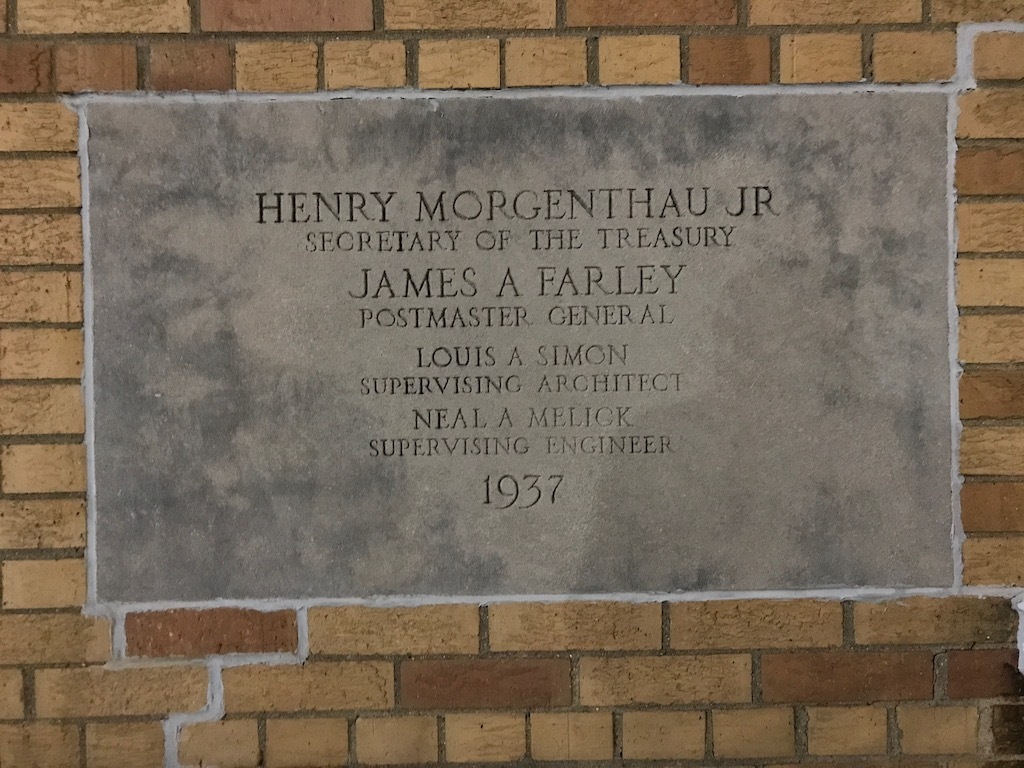 HENRY MORGENTHAU JR
SECRETARY OF THE TREASURY
JAMES A FARLEY
POSTMASTER GENERAL
LOUIS A SIMON
SUPERVISING ARCHITECT
NEAL A MELICK
SUPERVISING ENGINEER
1937